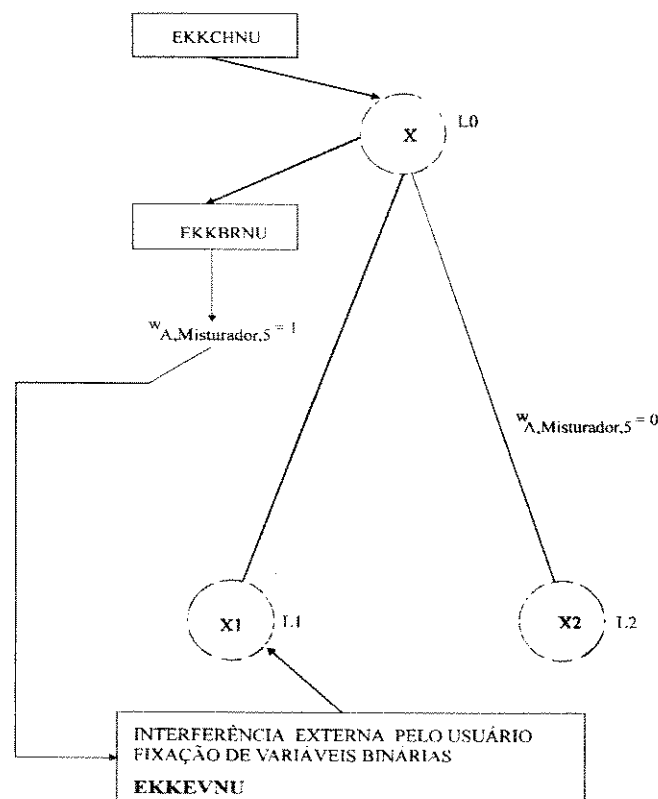 EKKCHNU
X L0
EKKBRNU
wA,Misturador,5 = 1
wA,Misturador,5 = 0
X1 L1
X2 L2
INTERFERÊNCIA EXTERNA PELO USUÁRIO
FIXAÇÃO DE VARIÁVEIS BINÁRIAS
EKKEVNU